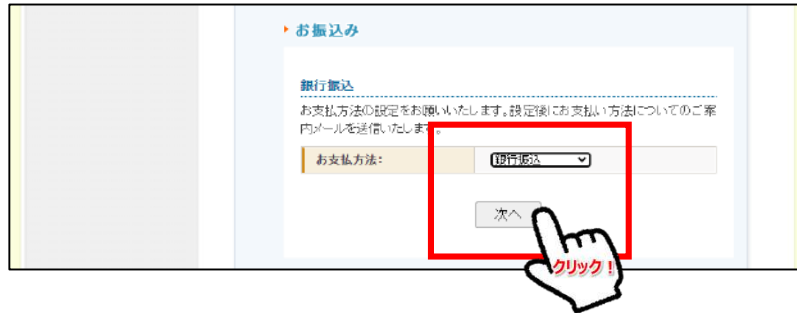 お振込み
銀行振込
お支払方法の設定をお願いいたします。設定後にお支払い方法についてのご案
内メールを送信いたします。
お支払方法: 銀行振込
次へ
クリック!